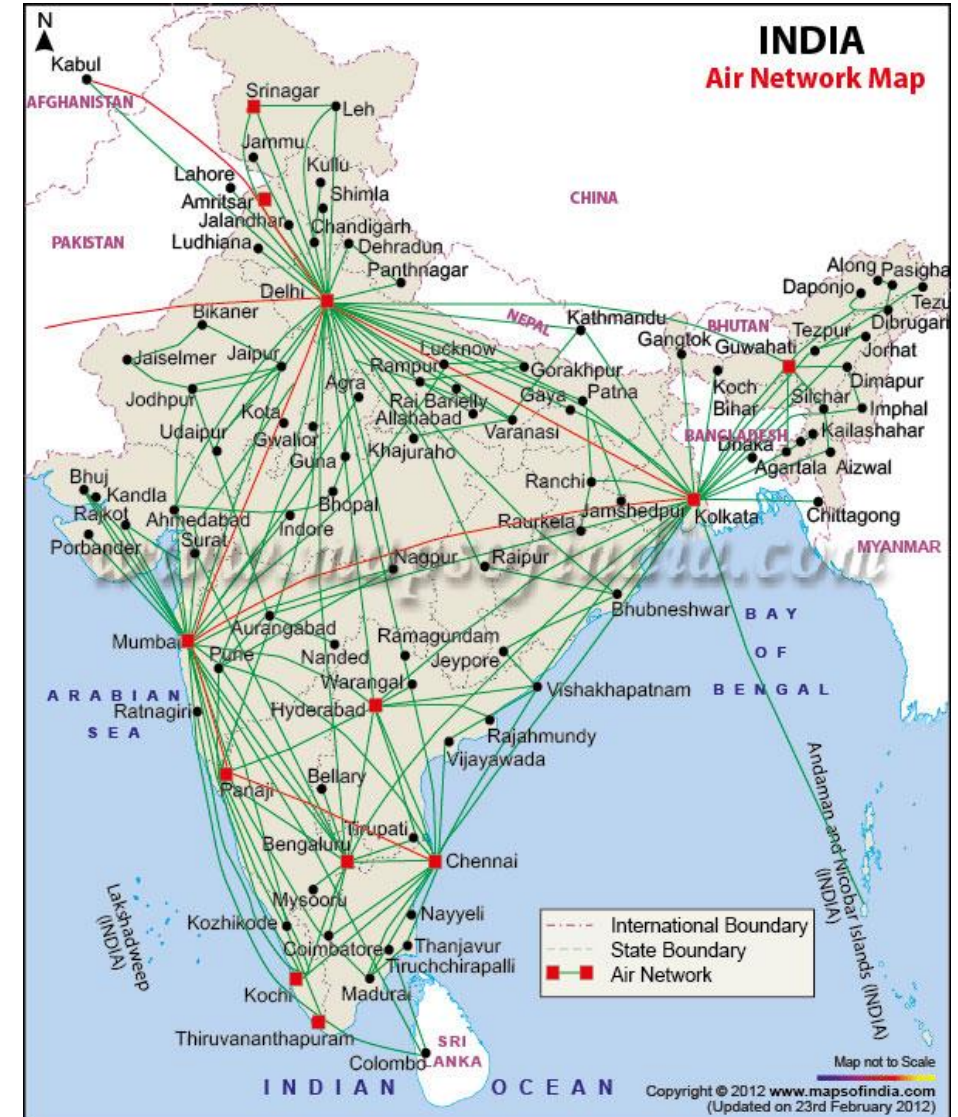 N
INDIA
Air Network Map
Kabul
AFGHANISTAN
Srinagar
Leh
Jammu
Kullu
Lahore
Shimla
Amritsar
CHINA
Jalandhar
Chandigarh
PAKISTAN
Ludhiana
Dehradun
Panthnagar
Along
Pasigha
Delhi
Daponjo
Tezu
Bikaner
NEPAL
Kathmandu
BHUTAN
Tezpur
Dibrugarh
Gangtok
Guwahati
Jorhat
Jaiselmer
Jaipur
Lucknow
Rampur
Gorakhpur
Koch
Bihar
Dimapur
Agra
Rai Barielly
Gaya
Patna
Silchar
Imphal
Jodhpur
Kota
Allahabad
Varanasi
BANGLADESH
Kailashahar
Udaipur
Gwalior
Khajuraho
Dhaka
Guna
Agartala
Aizwal
Bhuj
Ranchi
Kandla
Bhopal
Jamshedpur
Rajkot
Ahmedabad
Indore
Raurkela
Kolkata
Chittagong
Porbander
Surat
MYANMAR
www.mapsofindia.com
Nagpur
Raipur
Bhubneshwar
BAY
OF
BENGAL
Mumbai
Aurangabad
Ramagundam
Pune
Nanded
Jeypore
ARABIAN
SEA
Warangal
Vishakhapatnam
Ratnagiri
Hyderabad
Rajahmundy
Vijayawada
Panaji
Bellary
Andaman and Nicobar Islands (INDIA)
(INDIA)
Tirupati
Bengaluru
Chennai
Lakshadweep
(INDIA)
Mysooru
Nayyeli
Kozhikode
Coimbatore
Thanjavur
Tiruchchirapalli
International Boundary
State Boundary
Air Network
Kochi
Madurai
Thiruvananthapuram
SRI
LANKA
Colombo
INDIAN OCEAN
Map not to Scale
Copyright © 2012 www.mapsofindia.com
(Updated on 23rd February 2012)